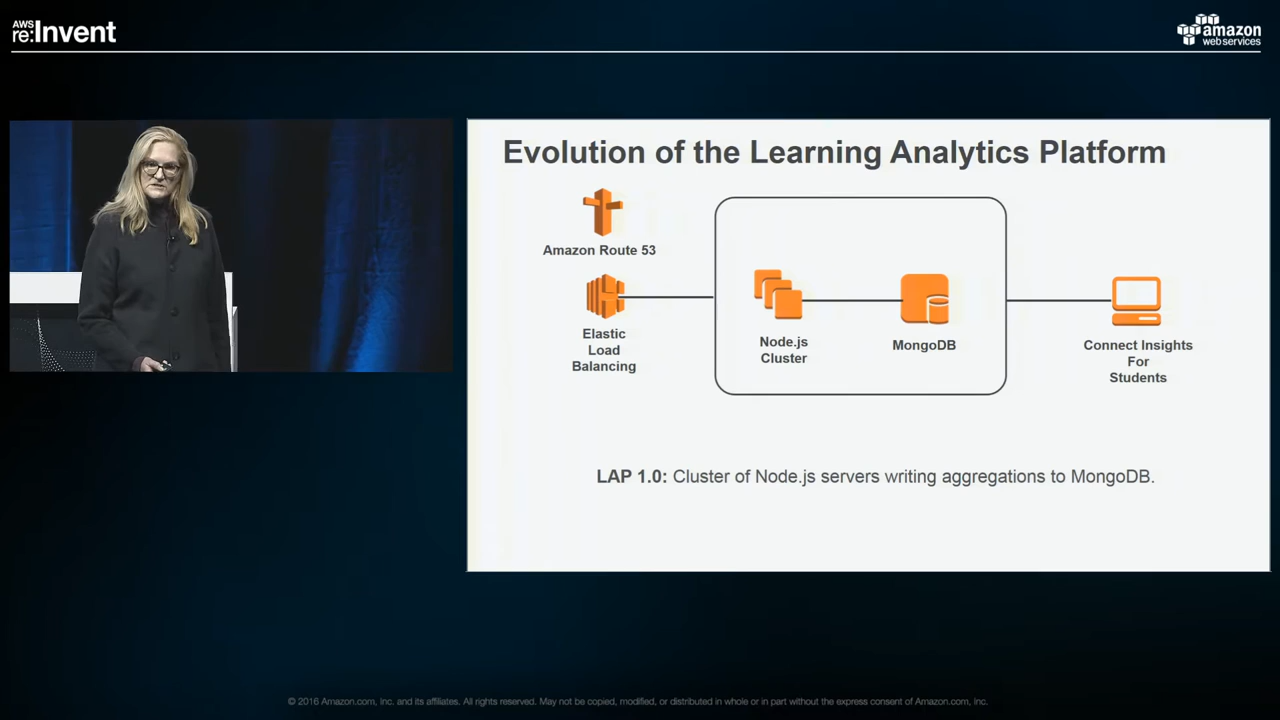 AWS
re:Invent
amazon
webservices
Evolution of the Learning Analytics Platform
Amazon Route 53
Elastic
Load
Balancing
Node.js
Cluster
MongoDB
Connect Insights
For
Students
LAP 1.0: Cluster of Node.js servers writing aggregations to MongoDB.
© 2016 Amazon.com, Inc. and its affiliates. All rights reserved. May not be copied, modified, or distributed in whole or in part without the express consent of Amazon.com, Inc.